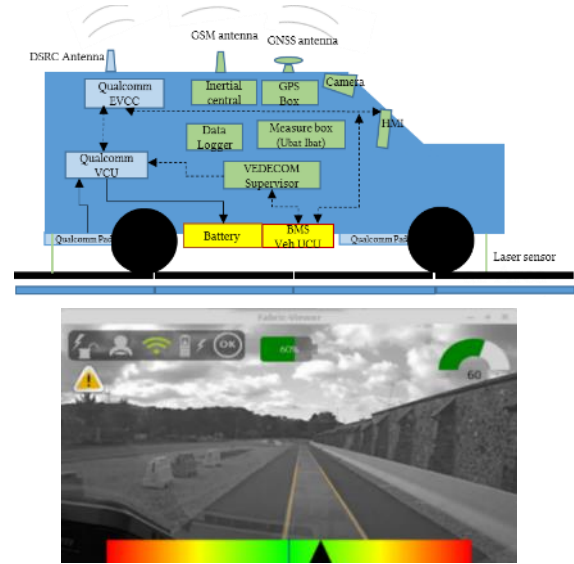 GSM antenna
GNSS antenna
DSRC Antenna
Qualcomm
EVCC
Inertial
central
GPS
Box
Camera
HMI
Data
Logger
Measure box
(Ubat Ibat)
Qualcomm
VCU
VEDECOM
Supervisor
Qualcomm Pad
Battery
BMS
Veh UCU
Qualcomm Pad
Laser sensor
OK
60%
60